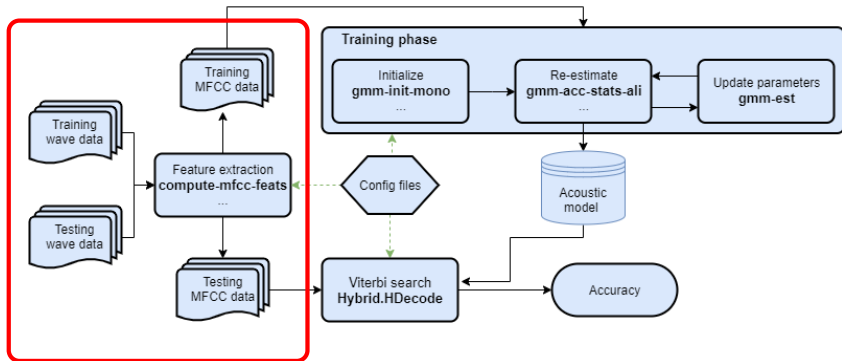 Training
MFCC data
Training phase
Initialize
gmm-init-mono
...
Re-estimate
gmm-acc-stats-ali
...
Update parameters
gmm-est
Training
wave data
Feature extraction
compute-mfcc-feats
...
Config files
Acoustic
model
Testing
wave data
Testing
MFCC data
Viterbi search
Hybrid.HDecode
Accuracy